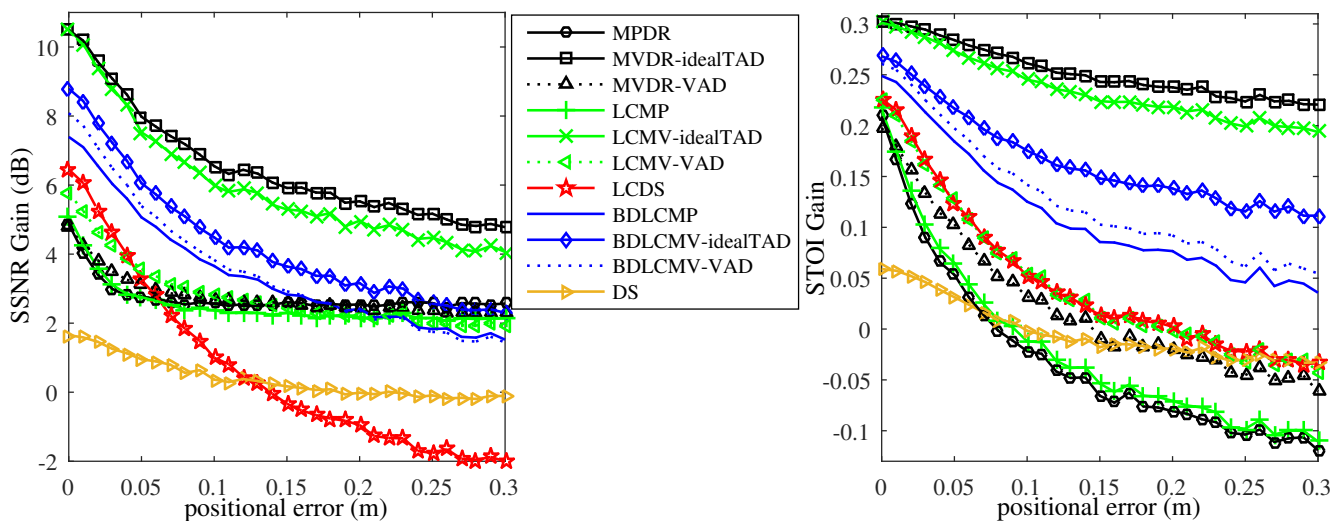 SSNR Gain (dB)
10
8
6
4
2
0
-2
0 0.05 0.1 0.15 0.2 0.25 0.3
positional error (m)
MPDR
MVDR-idealTAD
MVDR-VAD
LCMP
LCMV-idealTAD
LCMV-VAD
LCDS
BDLCMP
BDLCMV-idealTAD
BDLCMV-VAD
DS
STOI Gain
0.3
0.25
0.2
0.15
0.1
0.05
0
-0.05
-0.1
0 0.05 0.1 0.15 0.2 0.25 0.3
positional error (m)